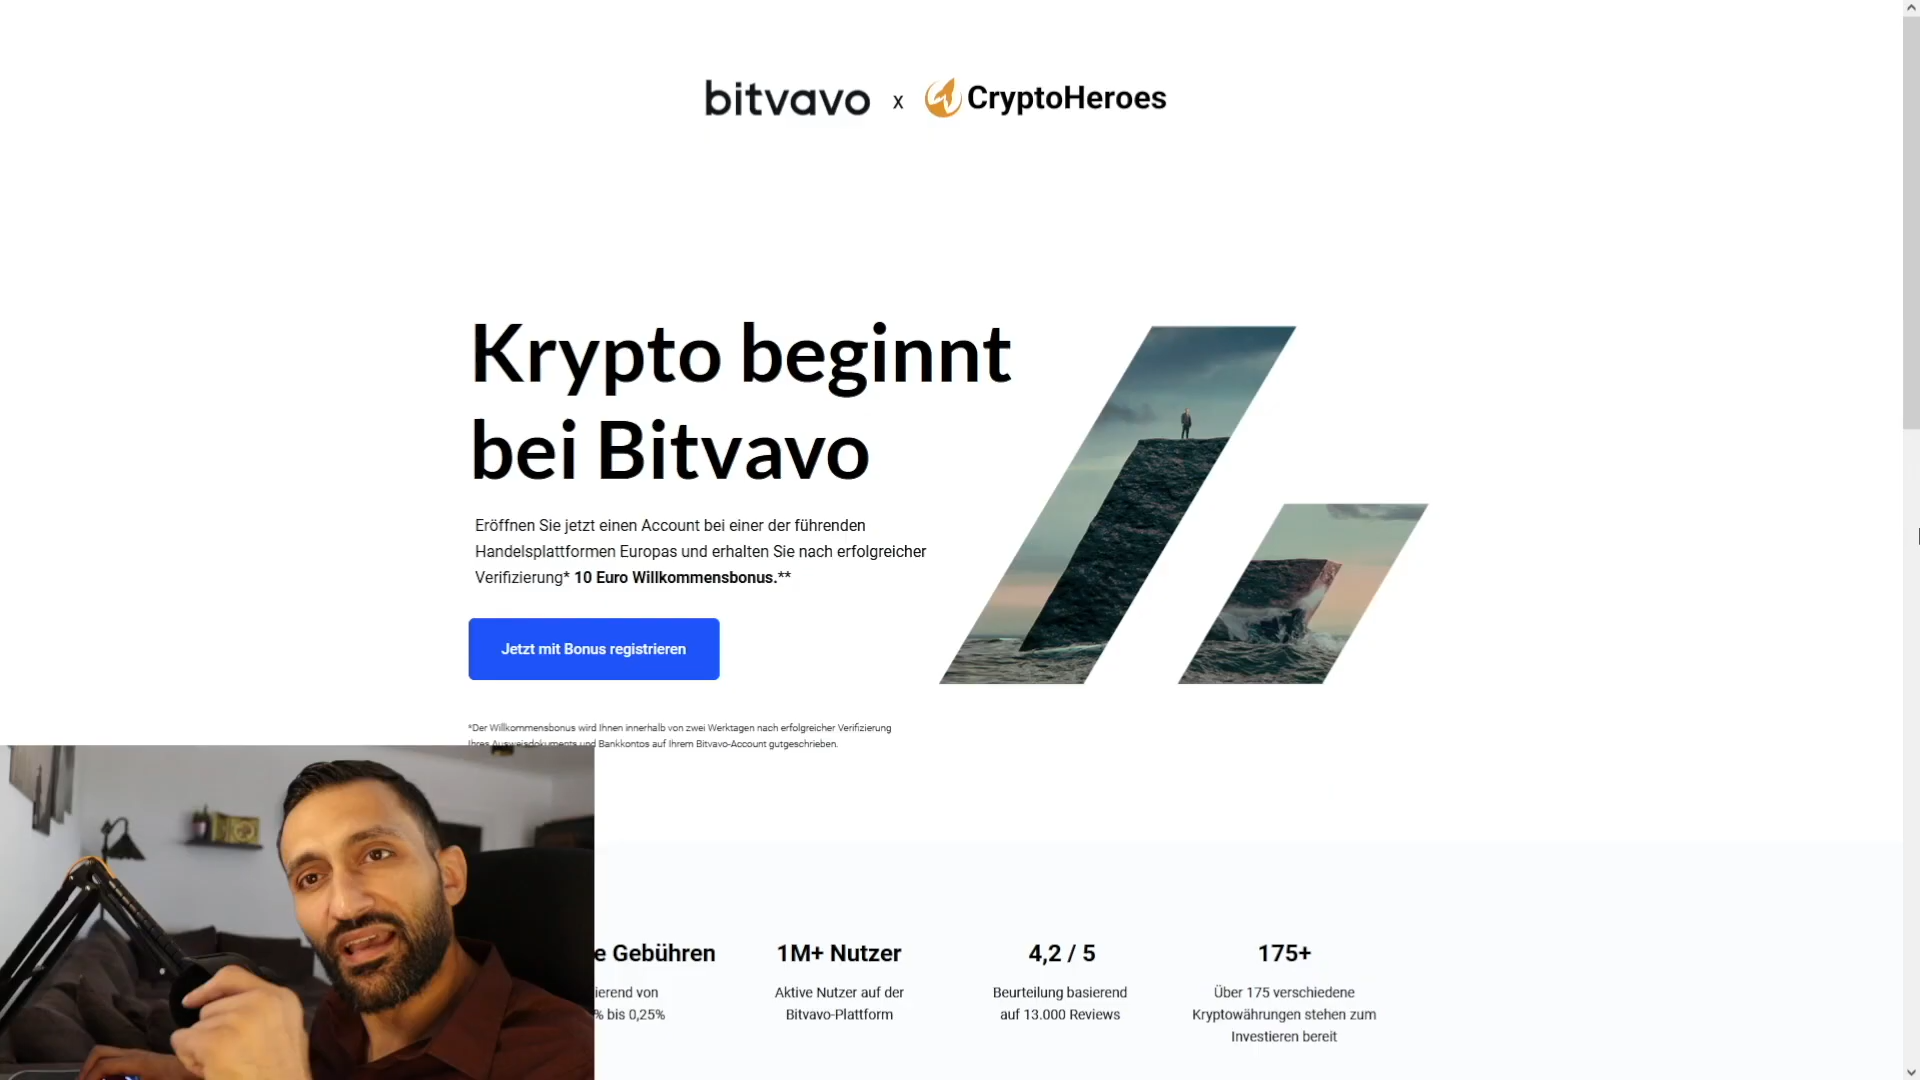 bitvavo x CryptoHeroes
Krypto beginnt
bei Bitvavo
Eröffnen Sie jetzt einen Account bei einer der führenden
Handelsplattformen Europas und erhalten Sie nach erfolgreicher
Verifizierung* 10 Euro Willkommensbonus.**
Jetzt mit Bonus registrieren
*Der Willkommensbonus wird Ihnen innerhalb von zwei Werktagen nach erfolgreicher Verifizierung
Ihres Ausweisdokuments und Bankkontos auf Ihrem Bitvavo-Account gutgeschrieben.
Gebühren
von
% bis 0,25%
1M+ Nutzer
Aktive Nutzer auf der
Bitvavo-Plattform
4,2 / 5
Beurteilung basierend
auf 13.000 Reviews
175+
Über 175 verschiedene
Kryptowährungen stehen zum
Investieren bereit